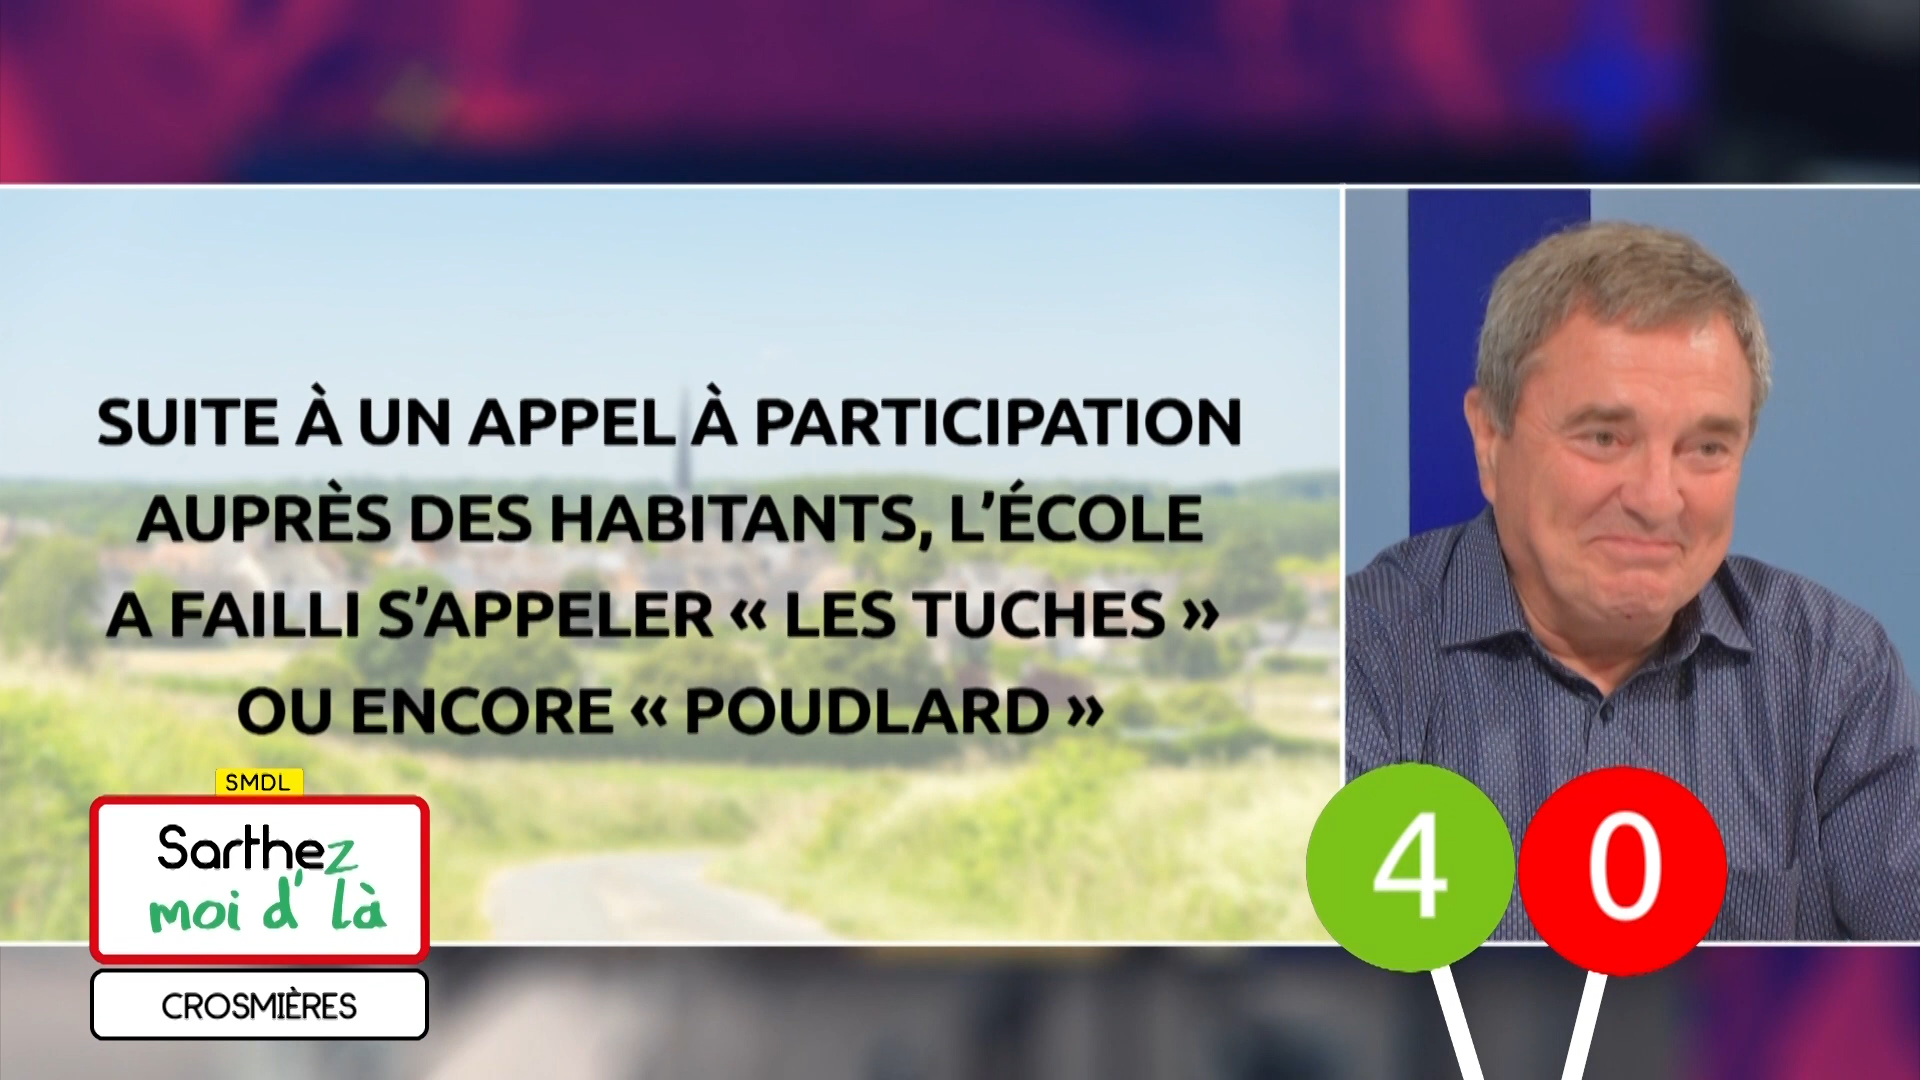 SUITE À UN APPEL À PARTICIPATION
AUPRÈS DES HABITANTS, L’ÉCOLE
A FAILLI S’APPELER « LES TUCHES »
OU ENCORE « POUDLARD »
SMDL
Sarthez
moi d'là
CROSMIÈRES
4 0